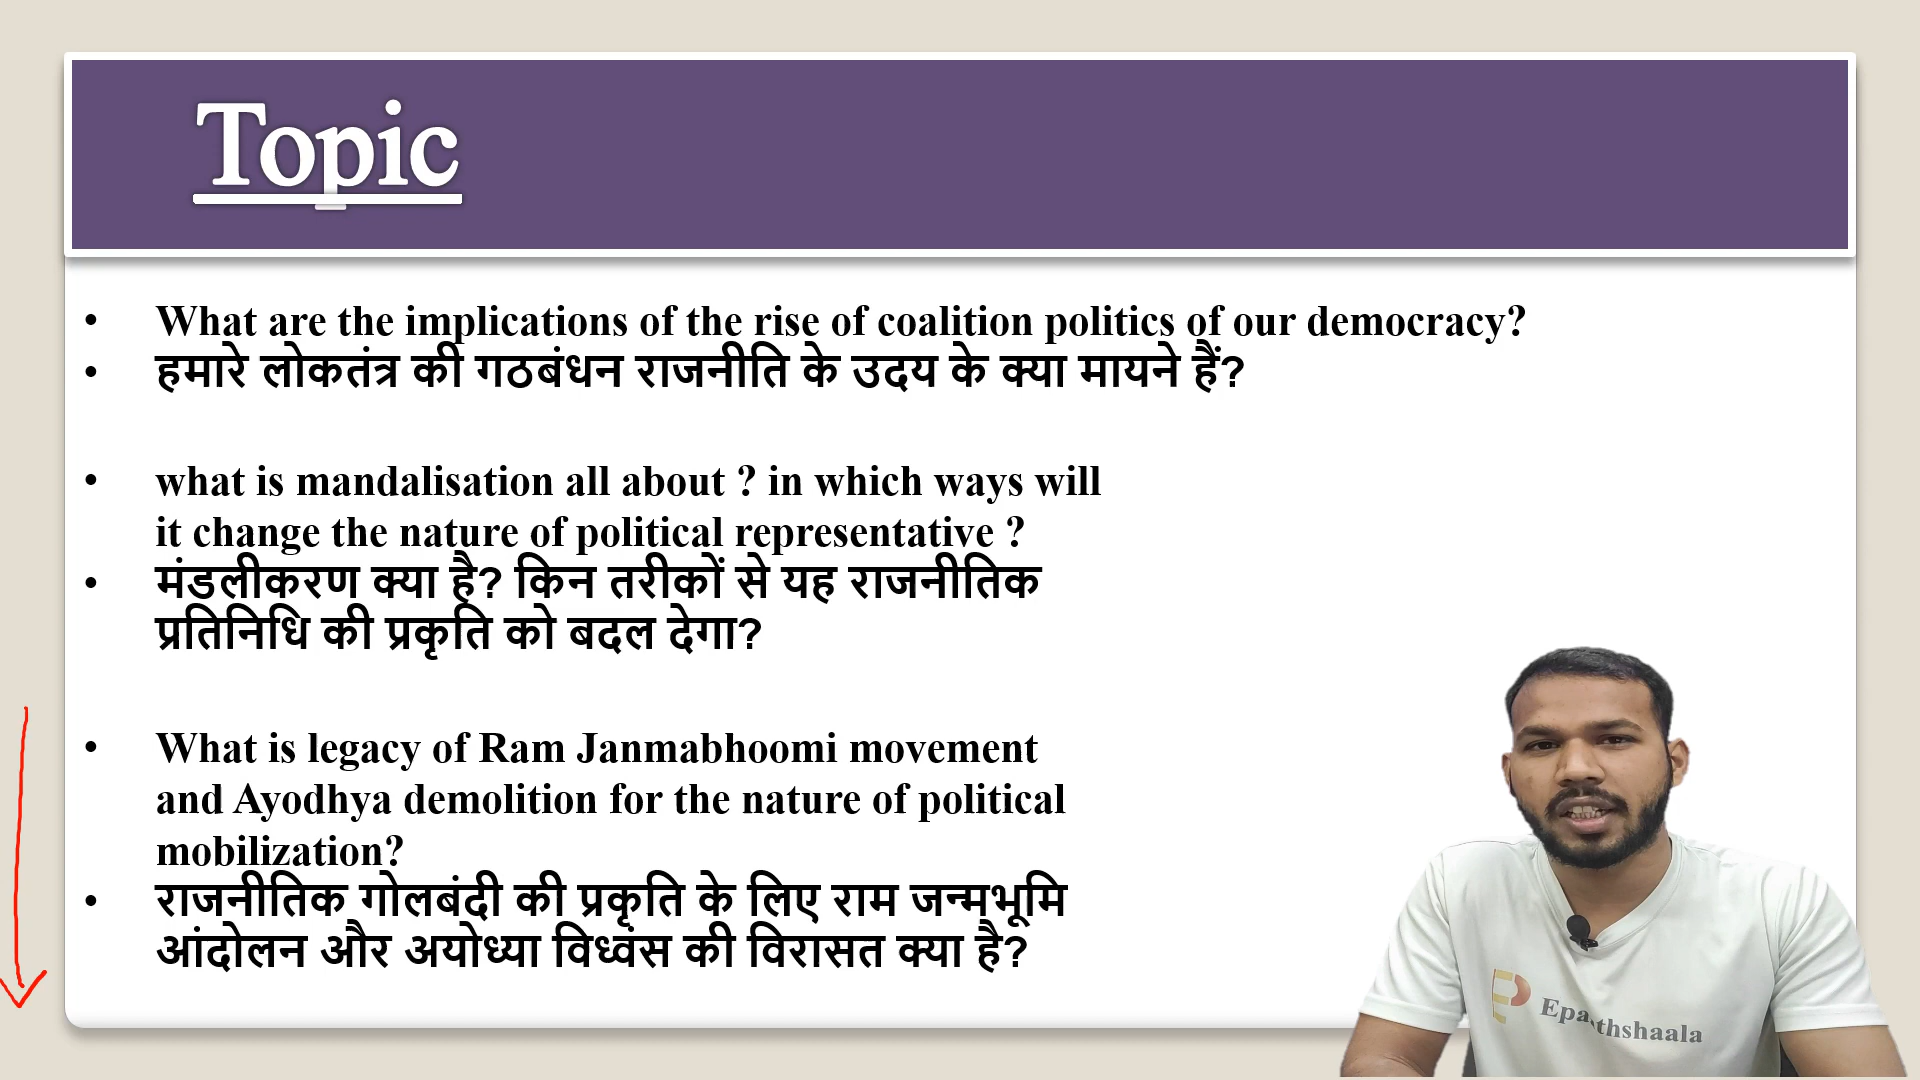 Topic
• What are the implications of the rise of coalition politics of our democracy?
• हमारे लोकतंत्र की गठबंधन राजनीति के उदय के क्या मायने हैं?
• what is mandalisation all about ? in which ways will
it change the nature of political representative ?
• मंडलीकरण क्या है? किन तरीकों से यह राजनीतिक
प्रतिनिधि की प्रकृति को बदल देगा?
• What is legacy of Ram Janmabhoomi movement
and Ayodhya demolition for the nature of political
mobilization?
• राजनीतिक गोलबंदी की प्रकृति के लिए राम जन्मभूमि
आंदोलन और अयोध्या विध्वंस की विरासत क्या है?
Epathshaala